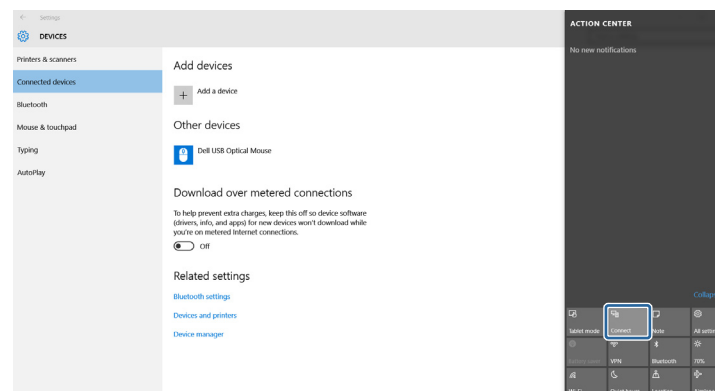 Settings
DEVICES
Printers & scanners
Connected devices
Bluetooth
Mouse & touchpad
Typing
AutoPlay
Add devices
Add a device
Other devices
Dell USB Optical Mouse
Download over metered connections
To help prevent extra charges, keep this off so device software
(drivers, info, and apps) for new devices won't download while
you're on metered Internet connections.
Off
Related settings
Bluetooth settings
Devices and printers
Device manager
ACTION CENTER
No new notifications
Collap
Tablet mode Connect Note All settin
VPN Bluetooth 70%